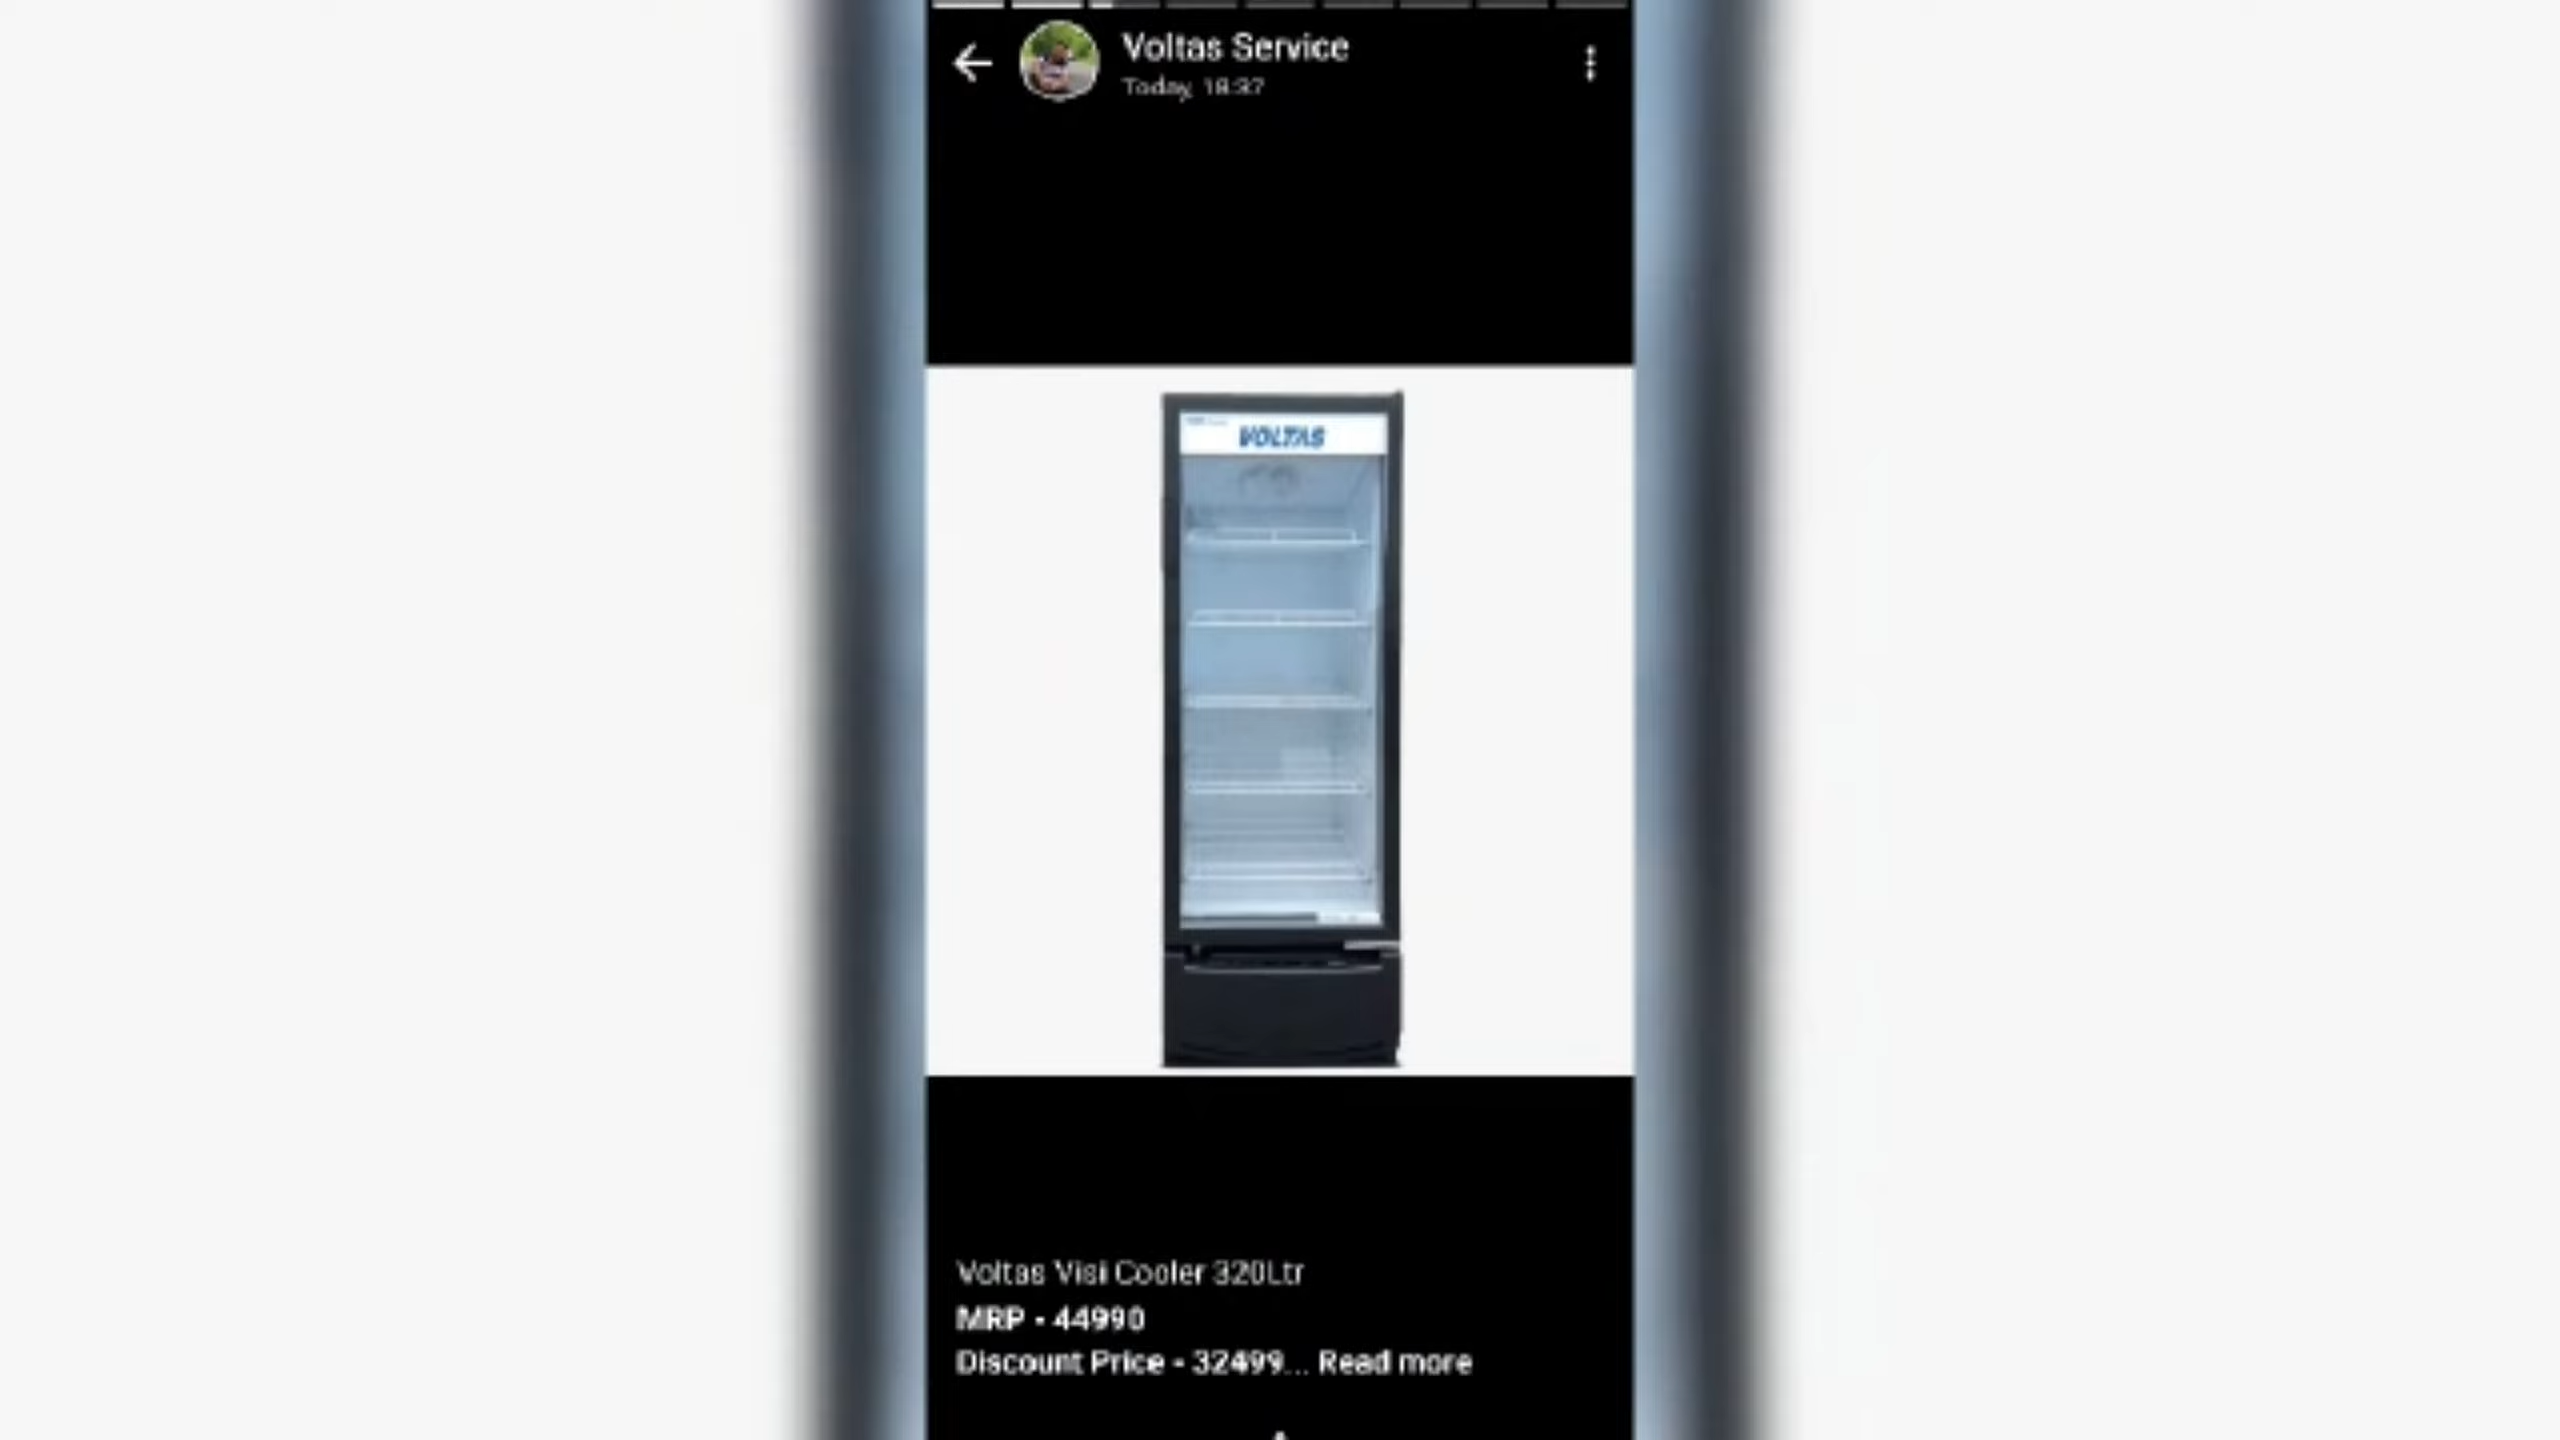 Voltas Service
Today, 18:37
VOLTAS
Voltas Visi Cooler 320Ltr
MRP - 44990
Discount Price - 32499... Read more